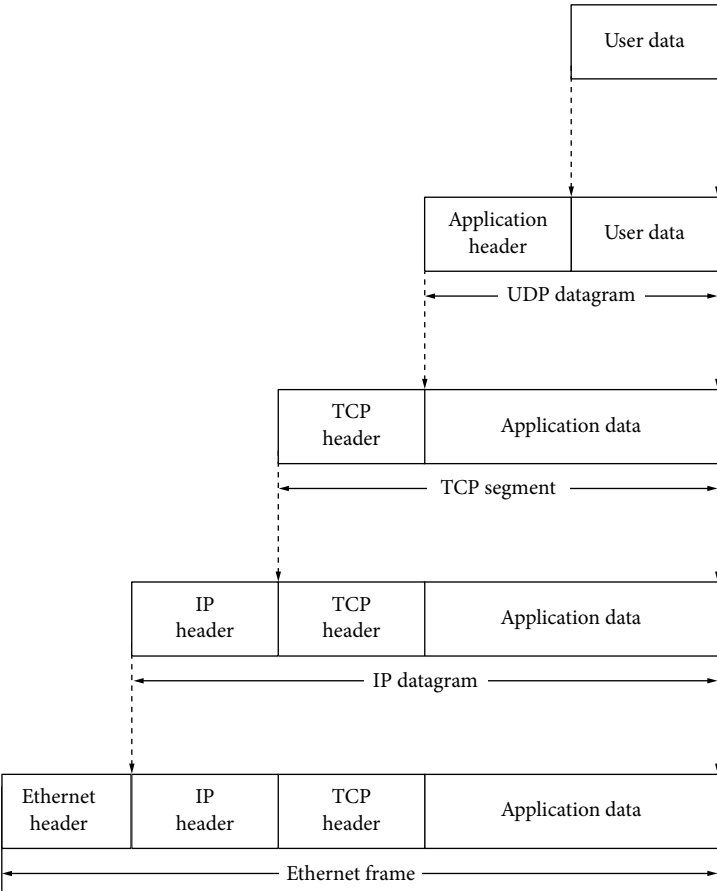 User data
Application
header
User data
UDP datagram
TCP
header
Application data
TCP segment
IP
header
TCP
header
Application data
IP datagram
Ethernet
header
IP
header
TCP
header
Application data
Ethernet frame